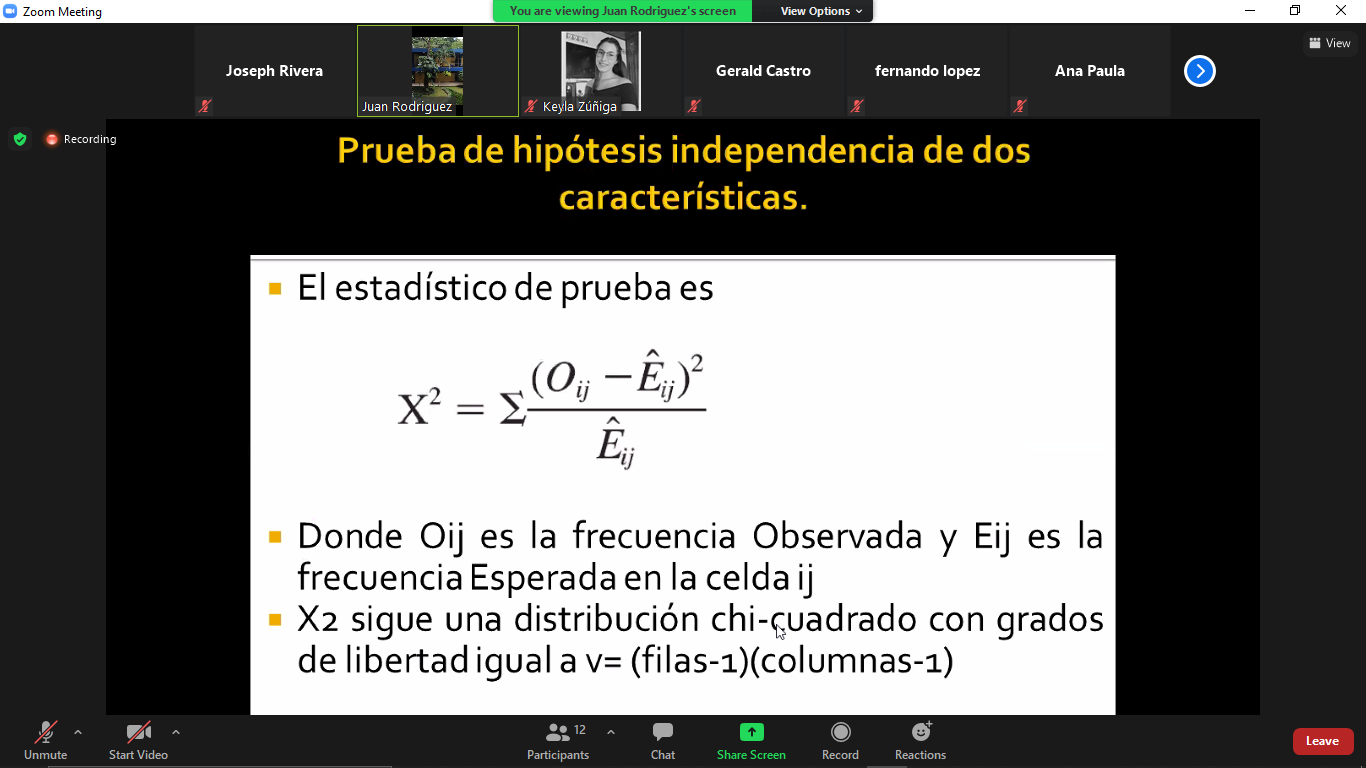 Zoom Meeting
You are viewing Juan Rodriguez's screen
View Options
Joseph Rivera
Juan Rodriguez
Keyla Zúñiga
Gerald Castro
fernando lopez
Ana Paula
View
Recording
Prueba de hipótesis independencia de dos
características.
El estadístico de prueba es
X² = Σ (Oij − Êij)² / Êij
Donde Oij es la frecuencia Observada y Eij es la
frecuencia Esperada en la celda ij
X2 sigue una distribución chi-cuadrado con grados
de libertad igual a v= (filas-1)(columnas-1)
Unmute
Start Video
Participants
12
Chat
Share Screen
Record
Reactions
Leave